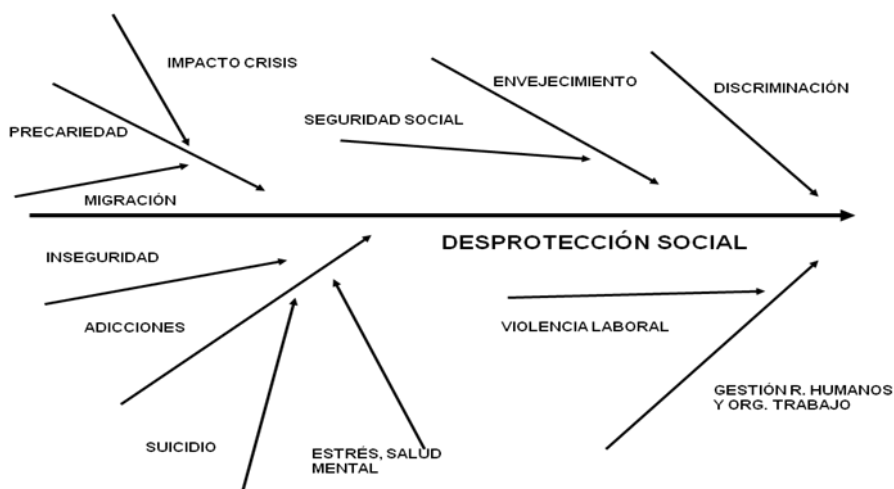 IMPACTO CRISIS
ENVEJECIMIENTO
DISCRIMINACIÓN
SEGURIDAD SOCIAL
PRECARIEDAD
MIGRACIÓN
DESPROTECCIÓN SOCIAL
INSEGURIDAD
ADICCIONES
VIOLENCIA LABORAL
GESTIÓN R. HUMANOS
Y ORG. TRABAJO
SUICIDIO
ESTRÉS, SALUD
MENTAL